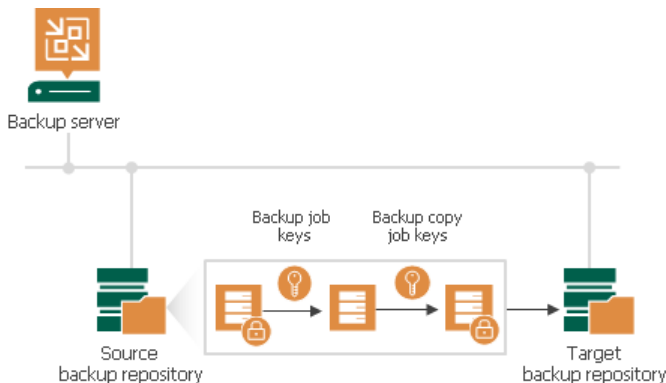 Backup server
Backup job
keys
Backup copy
job keys
Source
backup repository
Target
backup repository